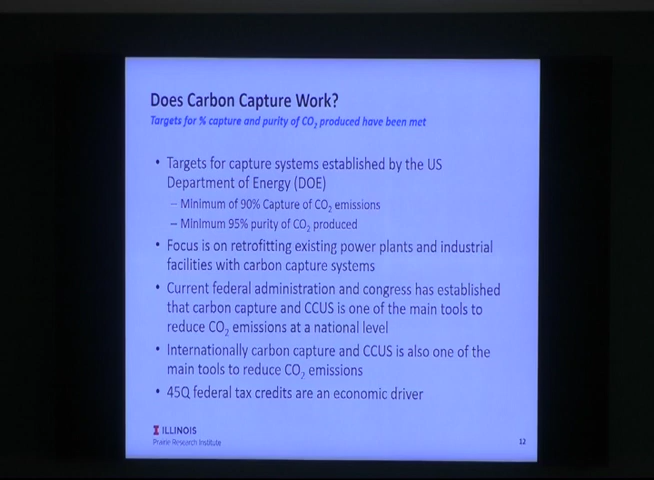 Does Carbon Capture Work?
Targets for % capture and purity of CO₂ produced have been met
• Targets for capture systems established by the US
Department of Energy (DOE)
– Minimum of 90% Capture of CO₂ emissions
– Minimum 95% purity of CO₂ produced
• Focus is on retrofitting existing power plants and industrial
facilities with carbon capture systems
• Current federal administration and congress has established
that carbon capture and CCUS is one of the main tools to
reduce CO₂ emissions at a national level
• Internationally carbon capture and CCUS is also one of the
main tools to reduce CO₂ emissions
• 45Q federal tax credits are an economic driver
I ILLINOIS
Prairie Research Institute
12